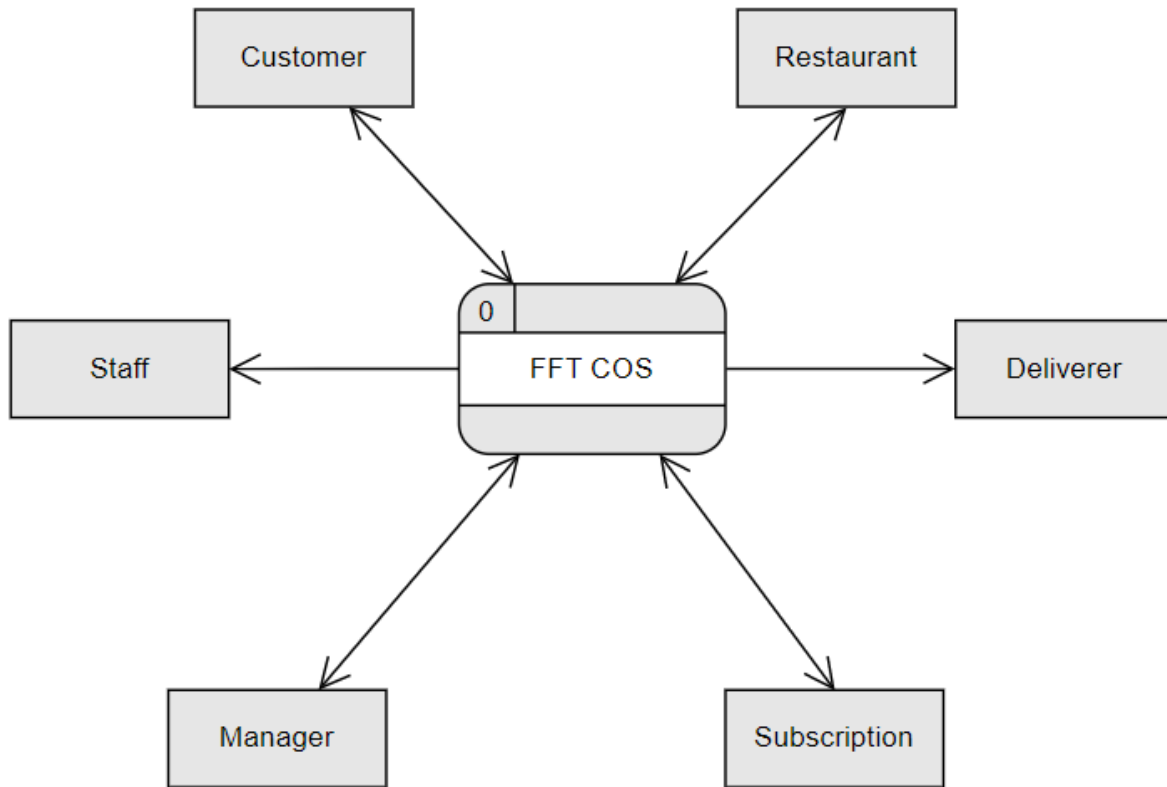 Customer
Restaurant
0
Staff
FFT COS
Deliverer
Manager
Subscription